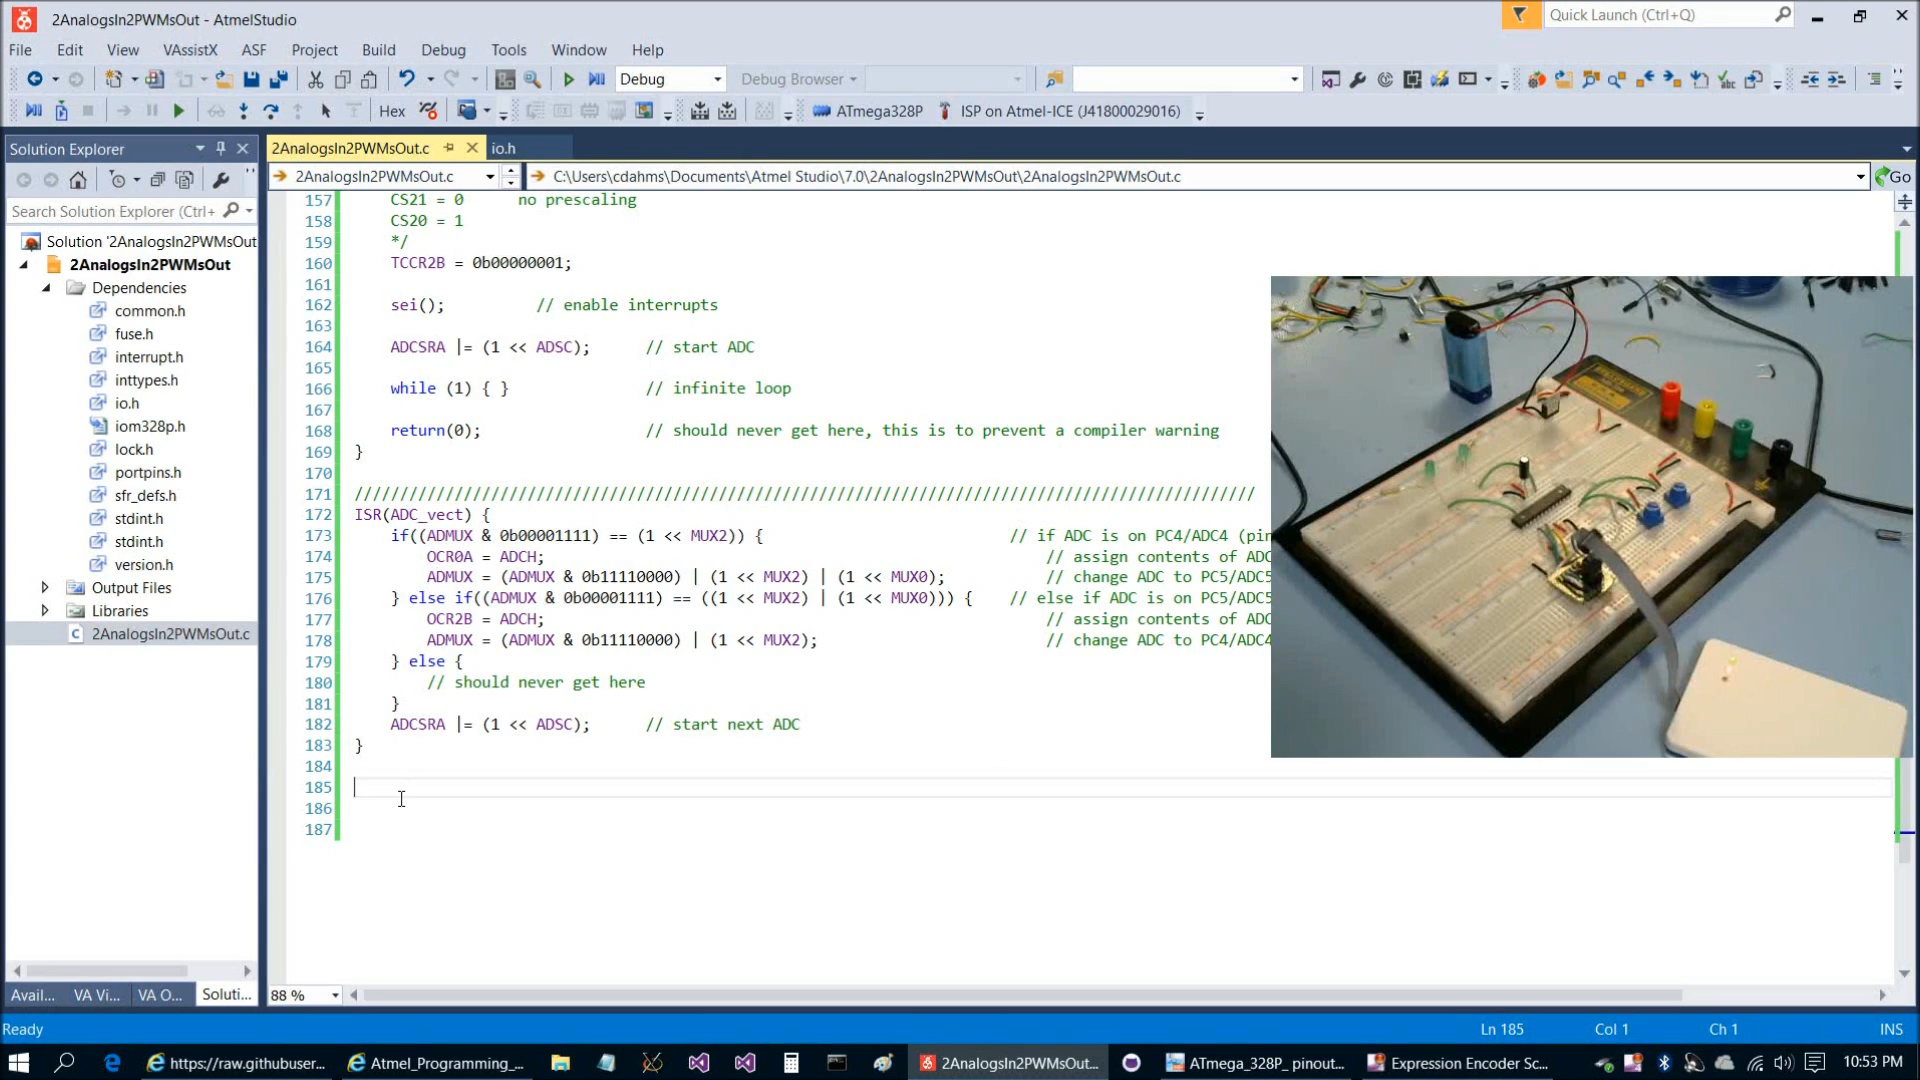 2AnalogsIn2PWMsOut - AtmelStudio
Quick Launch (Ctrl+Q)
File Edit View VAssistX ASF Project Build Debug Tools Window Help
Debug
Debug Browser
Hex
ATmega328P
ISP on Atmel-ICE (J41800029016)
Solution Explorer
2AnalogsIn2PWMsOut.c
io.h
2AnalogsIn2PWMsOut.c
C:\Users\cdahms\Documents\Atmel Studio\7.0\2AnalogsIn2PWMsOut\2AnalogsIn2PWMsOut.c
Go
Search Solution Explorer (Ctrl+
Solution '2AnalogsIn2PWMsOut
2AnalogsIn2PWMsOut
Dependencies
common.h
fuse.h
interrupt.h
inttypes.h
io.h
iom328p.h
lock.h
portpins.h
sfr_defs.h
stdint.h
stdint.h
version.h
Output Files
Libraries
2AnalogsIn2PWMsOut.c
157 CS21 = 0 no prescaling
158 CS20 = 1
159 */
160 TCCR2B = 0b00000001;
161
162 sei(); // enable interrupts
163
164 ADCSRA |= (1 << ADSC); // start ADC
165
166 while (1) { } // infinite loop
167
168 return(0); // should never get here, this is to prevent a compiler warning
169 }
170
171 ///////////////////////////////////////////////////////////////////////////////////////////////////
172 ISR(ADC_vect) {
173 if((ADMUX & 0b00001111) == (1 << MUX2)) { // if ADC is on PC4/ADC4 (pin
174 OCR0A = ADCH; // assign contents of ADC
175 ADMUX = (ADMUX & 0b11110000) | (1 << MUX2) | (1 << MUX0); // change ADC to PC5/ADC5
176 } else if((ADMUX & 0b00001111) == ((1 << MUX2) | (1 << MUX0))) { // else if ADC is on PC5/ADC5
177 OCR2B = ADCH; // assign contents of ADC
178 ADMUX = (ADMUX & 0b11110000) | (1 << MUX2); // change ADC to PC4/ADC4
179 } else {
180 // should never get here
181 }
182 ADCSRA |= (1 << ADSC); // start next ADC
183 }
184
185
186
187
Avail... VA Vi... VA O... Soluti...
88 %
Ready
Ln 185 Col 1 Ch 1 INS
https://raw.githubuser... Atmel_Programming_... 2AnalogsIn2PWMsOut... ATmega_328P_ pinout... Expression Encoder Sc... 10:53 PM